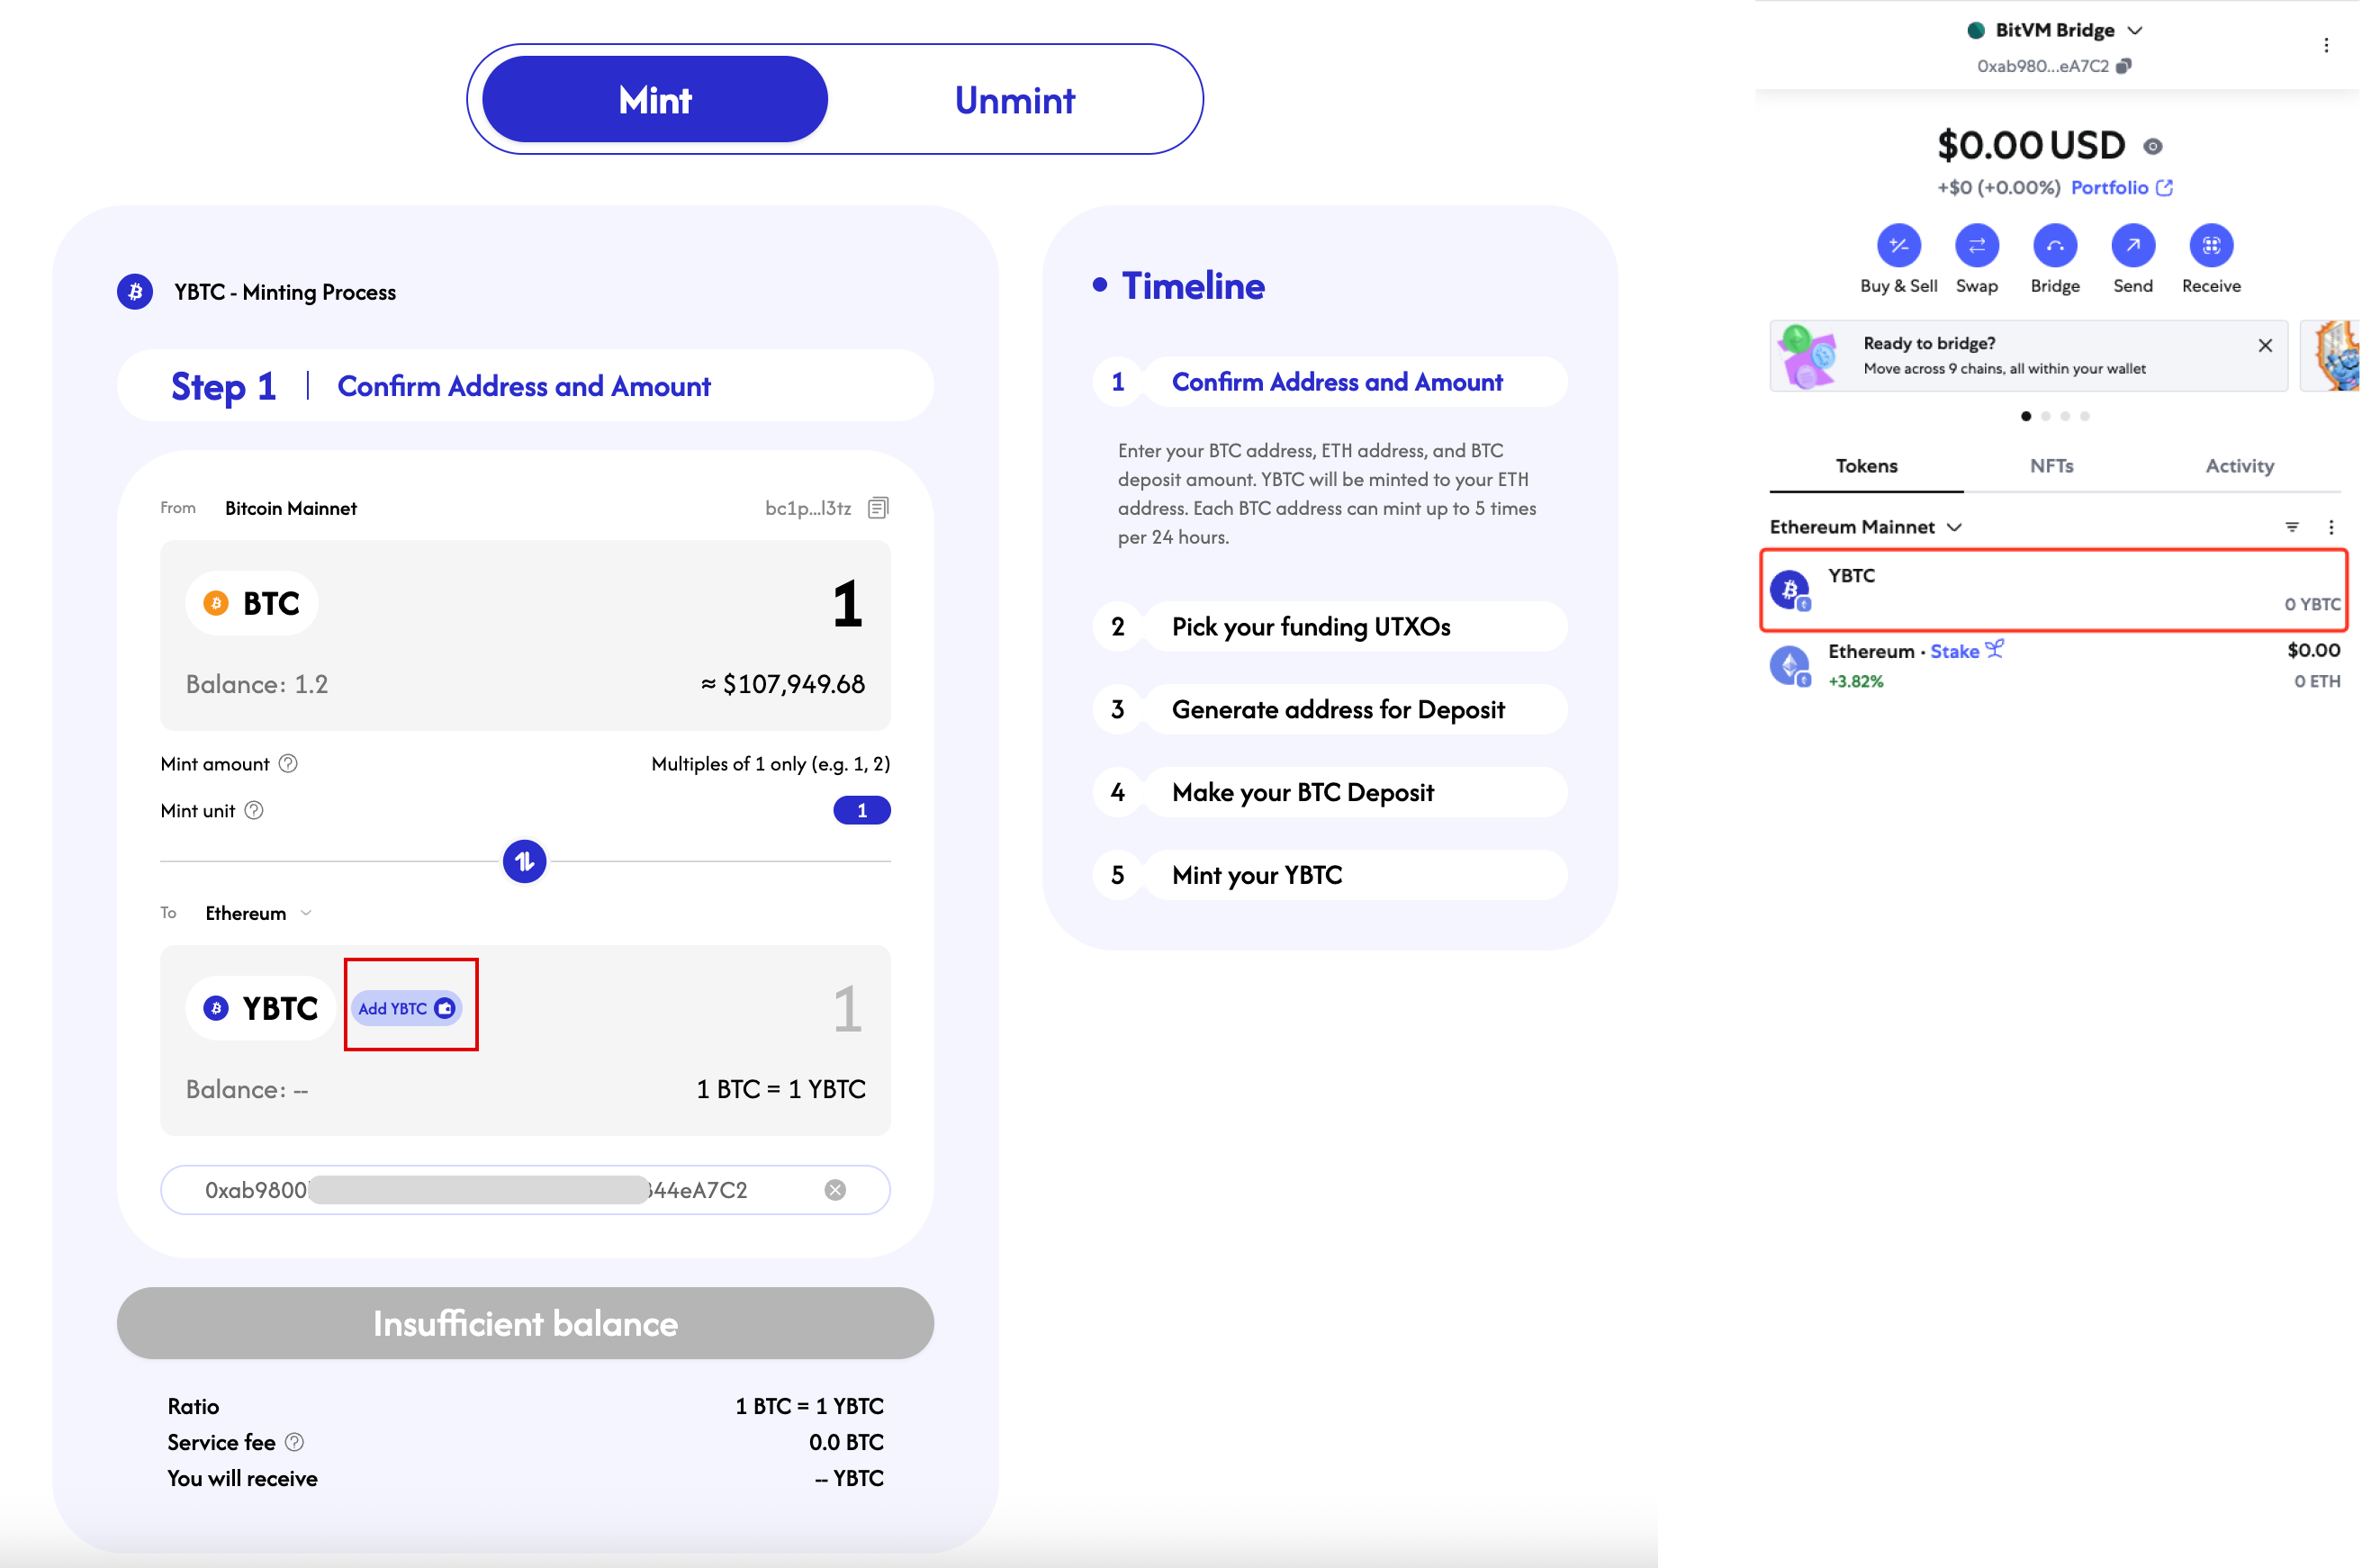 Mint
Unmint
YBTC - Minting Process
Step 1
Confirm Address and Amount
From Bitcoin Mainnet
bc1p...l3tz
BTC
1
Balance: 1.2
≈ $107,949.68
Mint amount
Multiples of 1 only (e.g. 1, 2)
Mint unit
1
To Ethereum
YBTC
Add YBTC
1
Balance: --
1 BTC = 1 YBTC
0xab9800
44eA7C2
Insufficient balance
Ratio
1 BTC = 1 YBTC
Service fee
0.0 BTC
You will receive
-- YBTC
Timeline
1 Confirm Address and Amount
Enter your BTC address, ETH address, and BTC
deposit amount. YBTC will be minted to your ETH
address. Each BTC address can mint up to 5 times
per 24 hours.
2 Pick your funding UTXOs
3 Generate address for Deposit
4 Make your BTC Deposit
5 Mint your YBTC
BitVM Bridge
0xab980...eA7C2
$0.00 USD
+$0 (+0.00%) Portfolio
Buy & Sell
Swap
Bridge
Send
Receive
Ready to bridge?
Move across 9 chains, all within your wallet
Tokens
NFTs
Activity
Ethereum Mainnet
YBTC
0 YBTC
Ethereum • Stake
$0.00
+3.82%
0 ETH